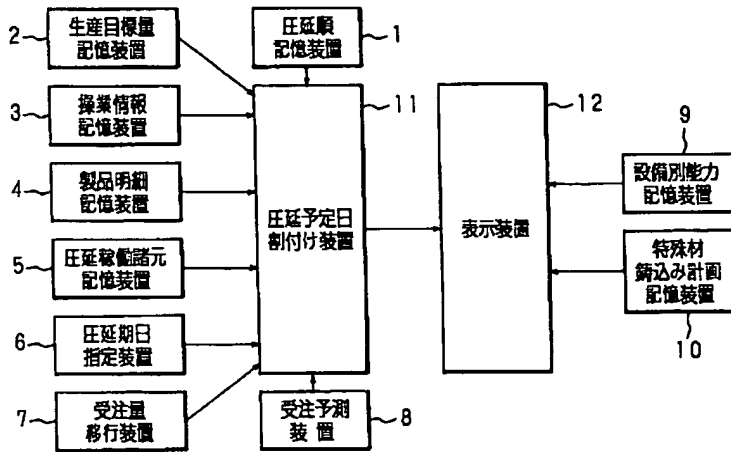 2
生産目標量
記憶装置
圧延順
記憶装置
1
3
操業情報
記憶装置
11
12
4
製品明細
記憶装置
圧延予定日
割付け装置
表示装置
9
設備別能力
記憶装置
5
圧延稼働諸元
記憶装置
特殊材
鋳込み計画
記憶装置
10
6
圧延期日
指定装置
7
受注量
移行装置
受注予測
装 置
8